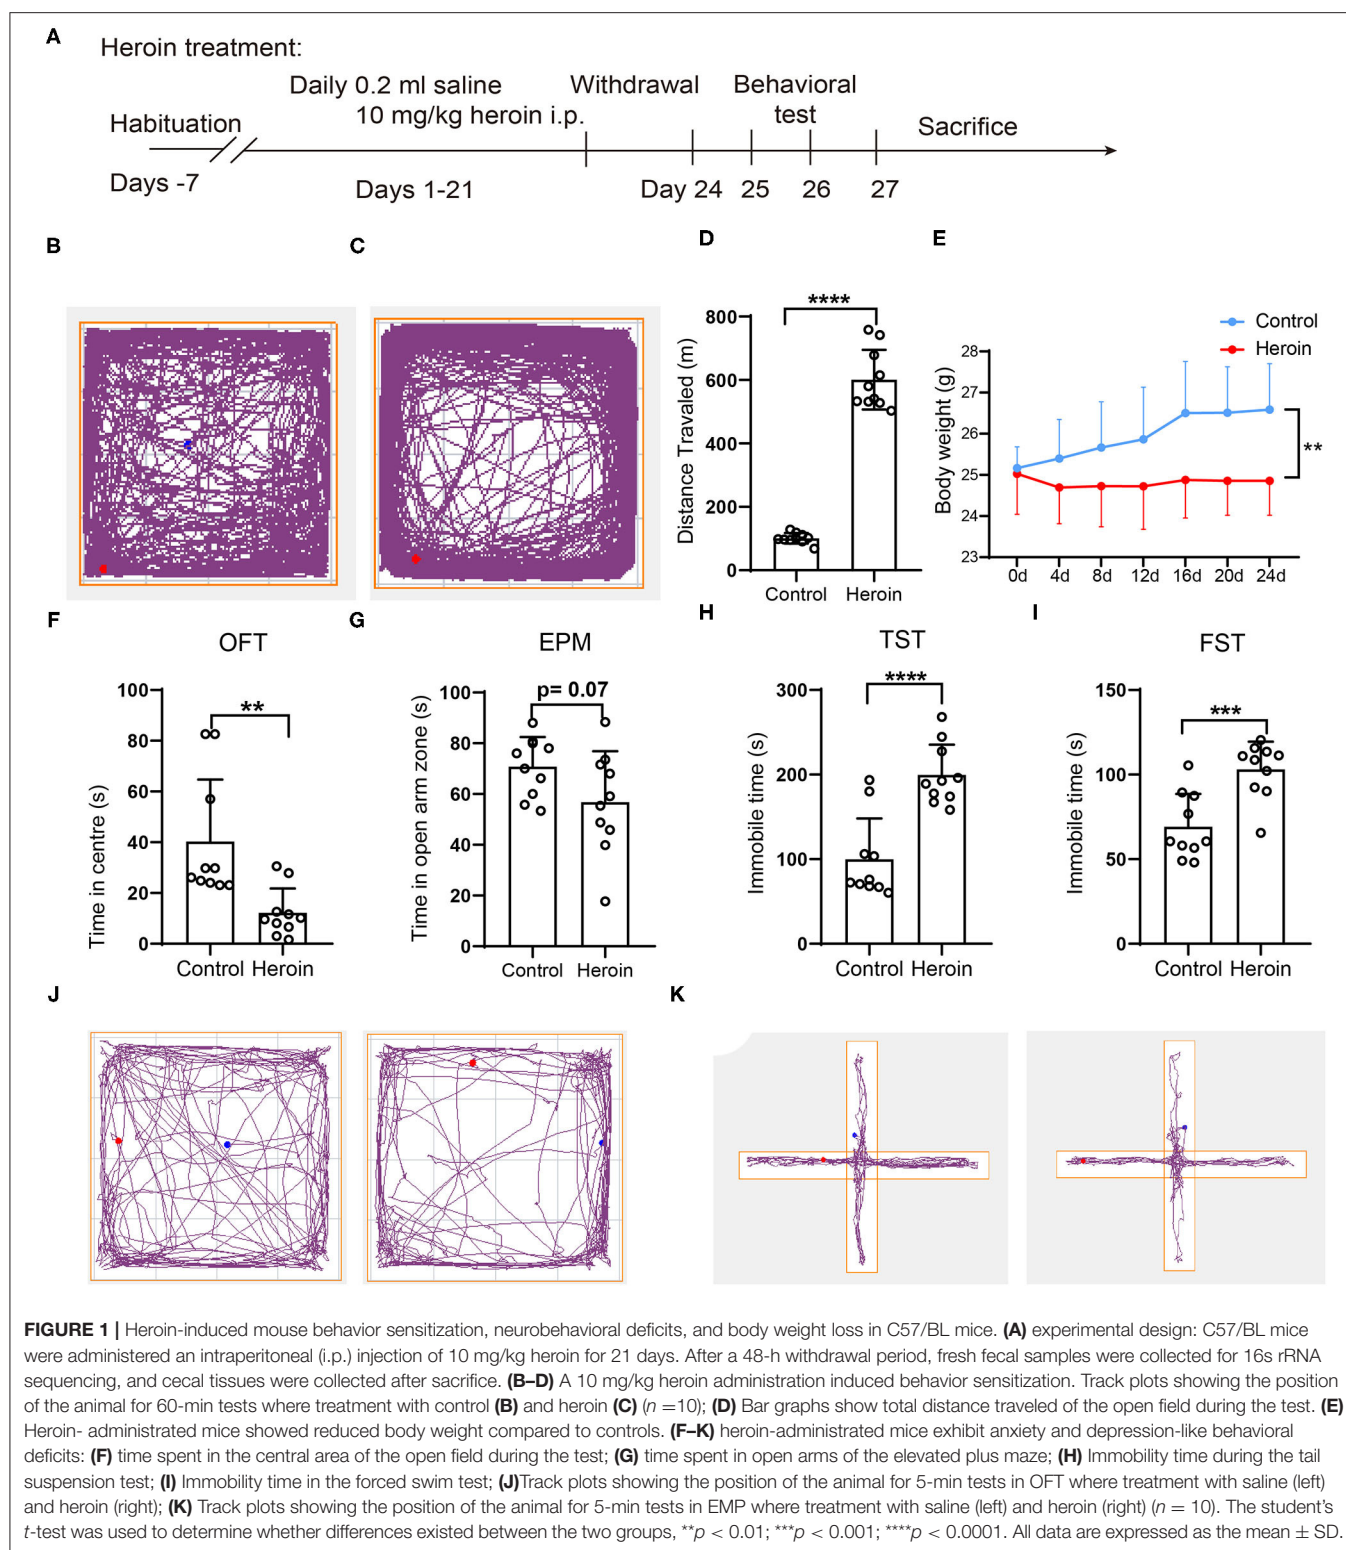 A
Heroin treatment:
Daily 0.2 ml saline
10 mg/kg heroin i.p.
Withdrawal
Behavioral
test
Habituation
Sacrifice
Days -7
Days 1-21
Day 24
25
26
27
B
C
D
****
Distance Travaled (m)
800
600
400
200
0
Control
Heroin
E
Control
Heroin
Body weight (g)
28
27
26
25
24
23
**
0d
4d
8d
12d
16d
20d
24d
F
OFT
Time in centre (s)
100
80
60
40
20
0
**
Control
Heroin
G
EPM
Time in open arm zone (s)
100
80
60
40
20
0
p= 0.07
Control
Heroin
H
TST
Immobile time (s)
300
200
100
0
****
Control
Heroin
I
FST
Immobile time (s)
150
100
50
0
***
Control
Heroin
J
K
FIGURE 1 | Heroin-induced mouse behavior sensitization, neurobehavioral deficits, and body weight loss in C57/BL mice. (A) experimental design: C57/BL mice
were administered an intraperitoneal (i.p.) injection of 10 mg/kg heroin for 21 days. After a 48-h withdrawal period, fresh fecal samples were collected for 16s rRNA
sequencing, and cecal tissues were collected after sacrifice. (B–D) A 10 mg/kg heroin administration induced behavior sensitization. Track plots showing the position
of the animal for 60-min tests where treatment with control (B) and heroin (C) (n =10); (D) Bar graphs show total distance traveled of the open field during the test. (E)
Heroin- administrated mice showed reduced body weight compared to controls. (F–K) heroin-administrated mice exhibit anxiety and depression-like behavioral
deficits: (F) time spent in the central area of the open field during the test; (G) time spent in open arms of the elevated plus maze; (H) Immobility time during the tail
suspension test; (I) Immobility time in the forced swim test; (J)Track plots showing the position of the animal for 5-min tests in OFT where treatment with saline (left)
and heroin (right); (K) Track plots showing the position of the animal for 5-min tests in EMP where treatment with saline (left) and heroin (right) (n = 10). The student's
t-test was used to determine whether differences existed between the two groups, **p < 0.01; ***p < 0.001; ****p < 0.0001. All data are expressed as the mean ± SD.